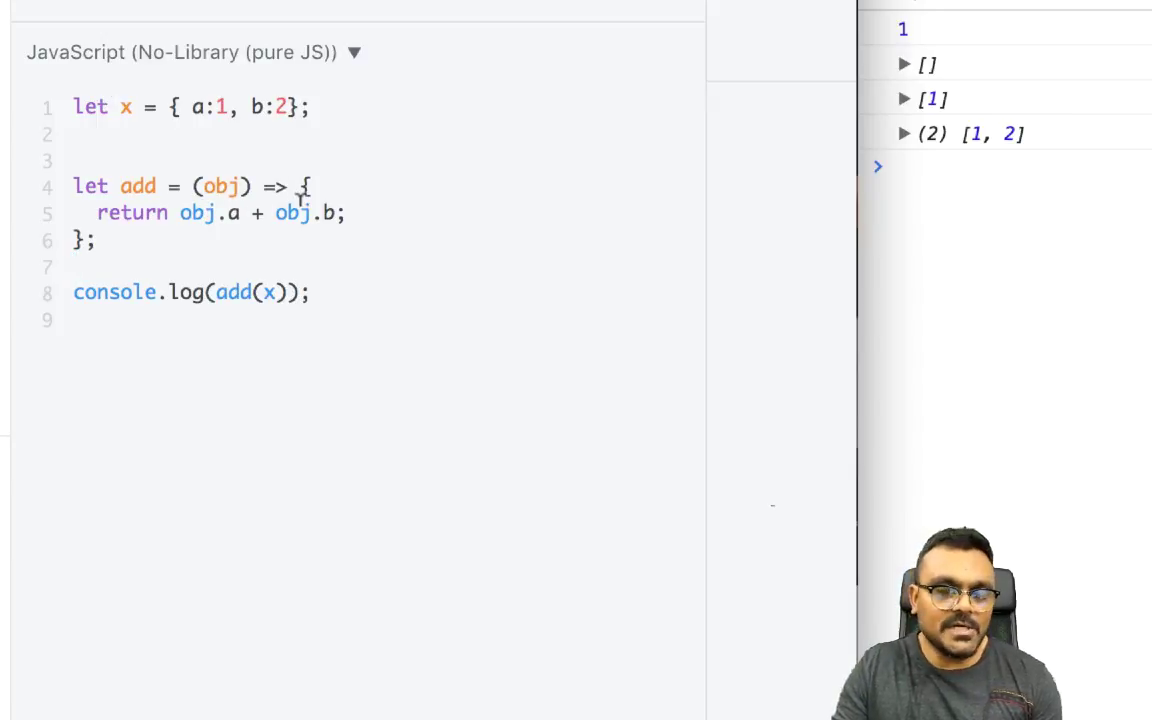 JavaScript (No-Library (pure JS)) ▼
1 let x = { a:1, b:2};
2
3
4 let add = (obj) => {
5   return obj.a + obj.b;
6 };
7
8 console.log(add(x));
9
1
▶ []
▶ [1]
▶ (2) [1, 2]
>